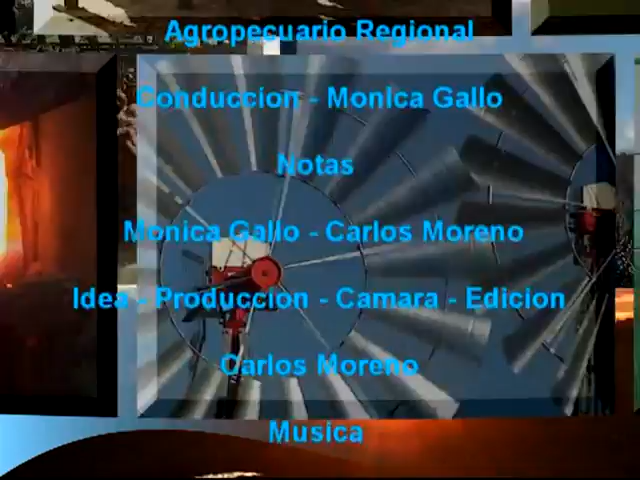 Agropecuario Regional
Conduccion - Monica Gallo
Notas
Monica Gallo - Carlos Moreno
Idea - Produccion - Camara - Edicion
Carlos Moreno
Musica